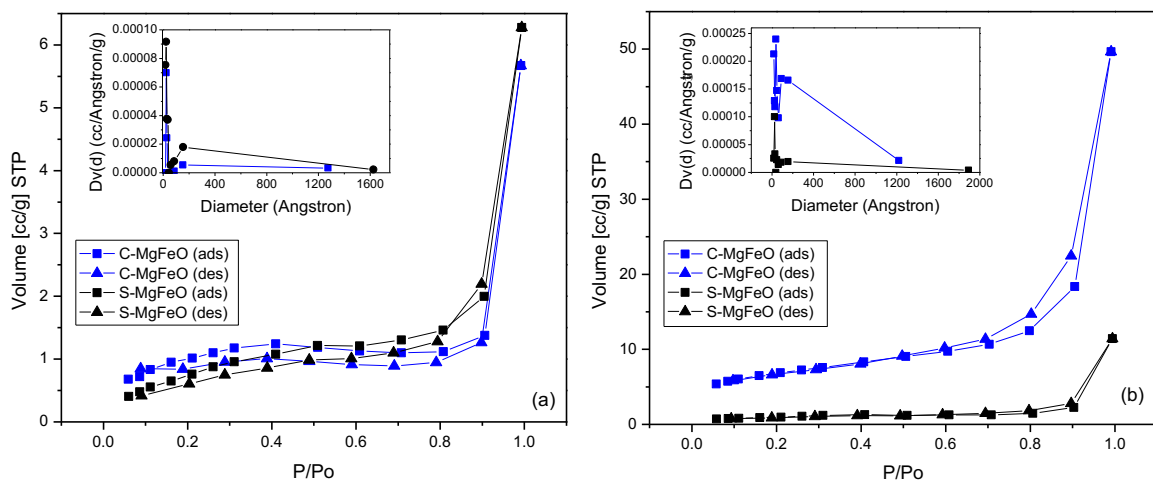 0.00010
0.00008
0.00006
0.00004
0.00002
0.00000
Dv(d) (cc/Angstron/g)
0 400 800 1200 1600
Diameter (Angstron)
6
5
4
3
2
1
0
Volume [cc/g] STP
C-MgFeO (ads)
C-MgFeO (des)
S-MgFeO (ads)
S-MgFeO (des)
(a)
0.0 0.2 0.4 0.6 0.8 1.0
P/Po
0.00025
0.00020
0.00015
0.00010
0.00005
0.00000
Dv(d) (cc/Angstron/g)
0 400 800 1200 1600 2000
Diameter (Angstron)
50
40
30
20
10
0
Volume [cc/g] STP
C-MgFeO (ads)
C-MgFeO (des)
S-MgFeO (ads)
S-MgFeO (des)
(b)
0.0 0.2 0.4 0.6 0.8 1.0
P/Po